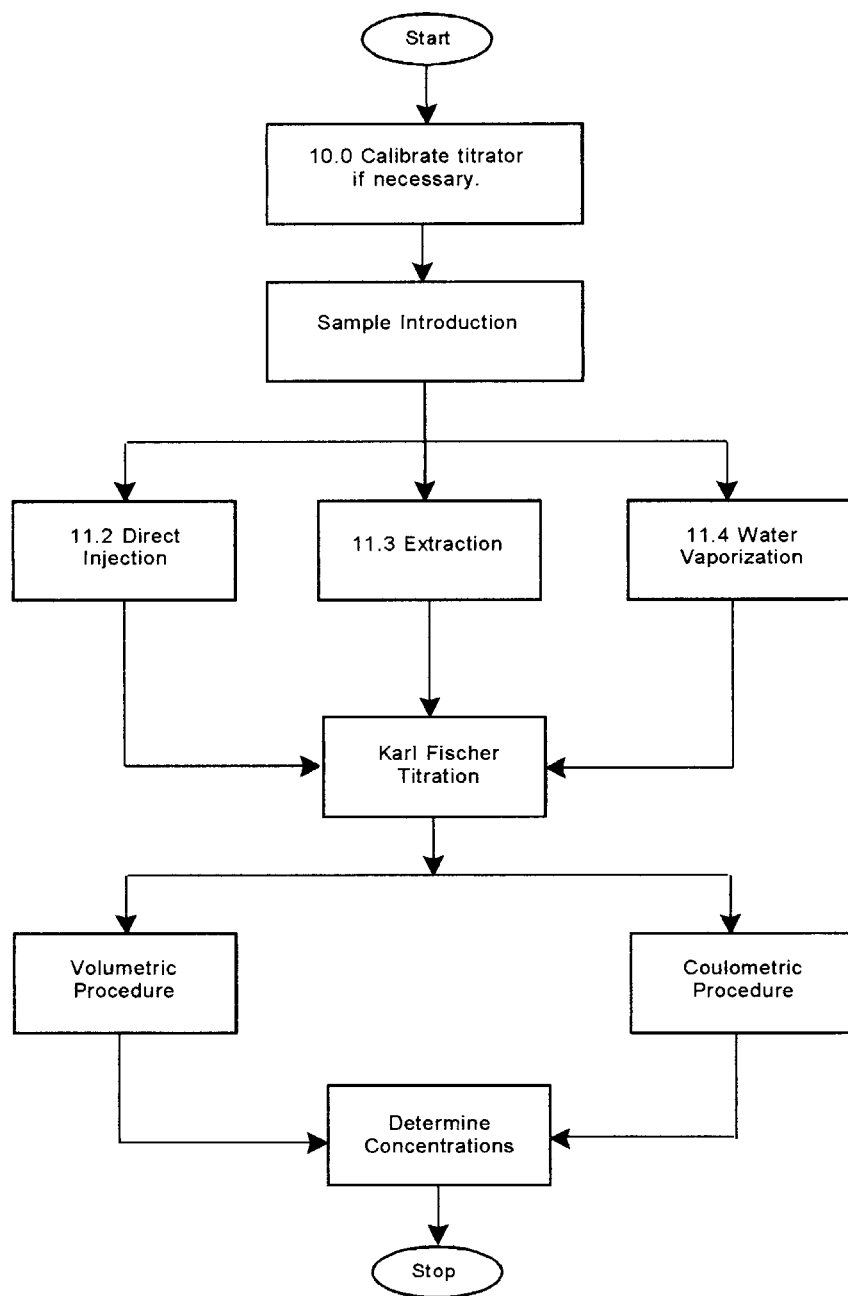 Start
10.0 Calibrate titrator
if necessary.
Sample Introduction
11.2 Direct
Injection
11.3 Extraction
11.4 Water
Vaporization
Karl Fischer
Titration
Volumetric
Procedure
Coulometric
Procedure
Determine
Concentrations
Stop